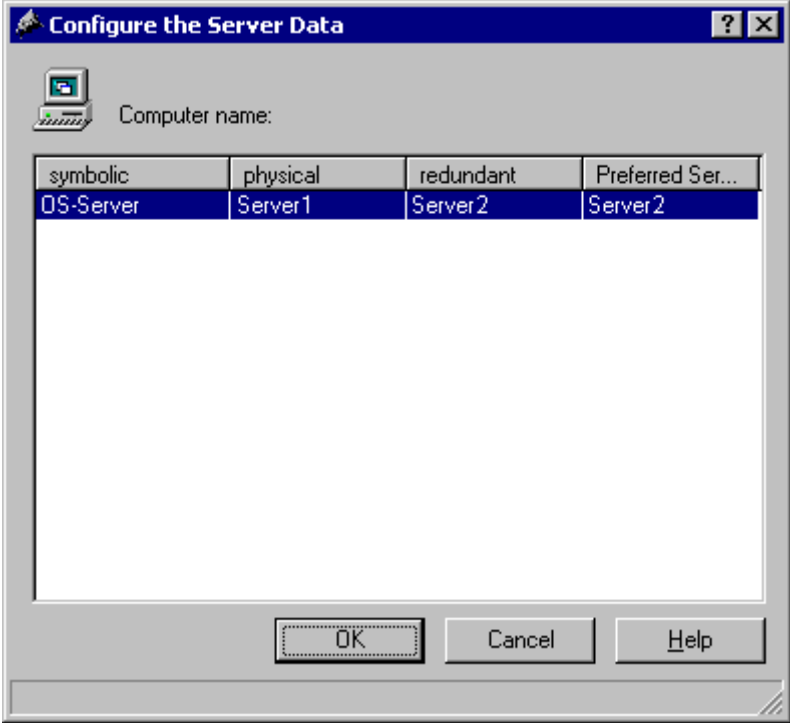 Configure the Server Data
Computer name:
symbolic physical redundant Preferred Ser...
OS-Server Server1 Server2 Server2
OK Cancel Help